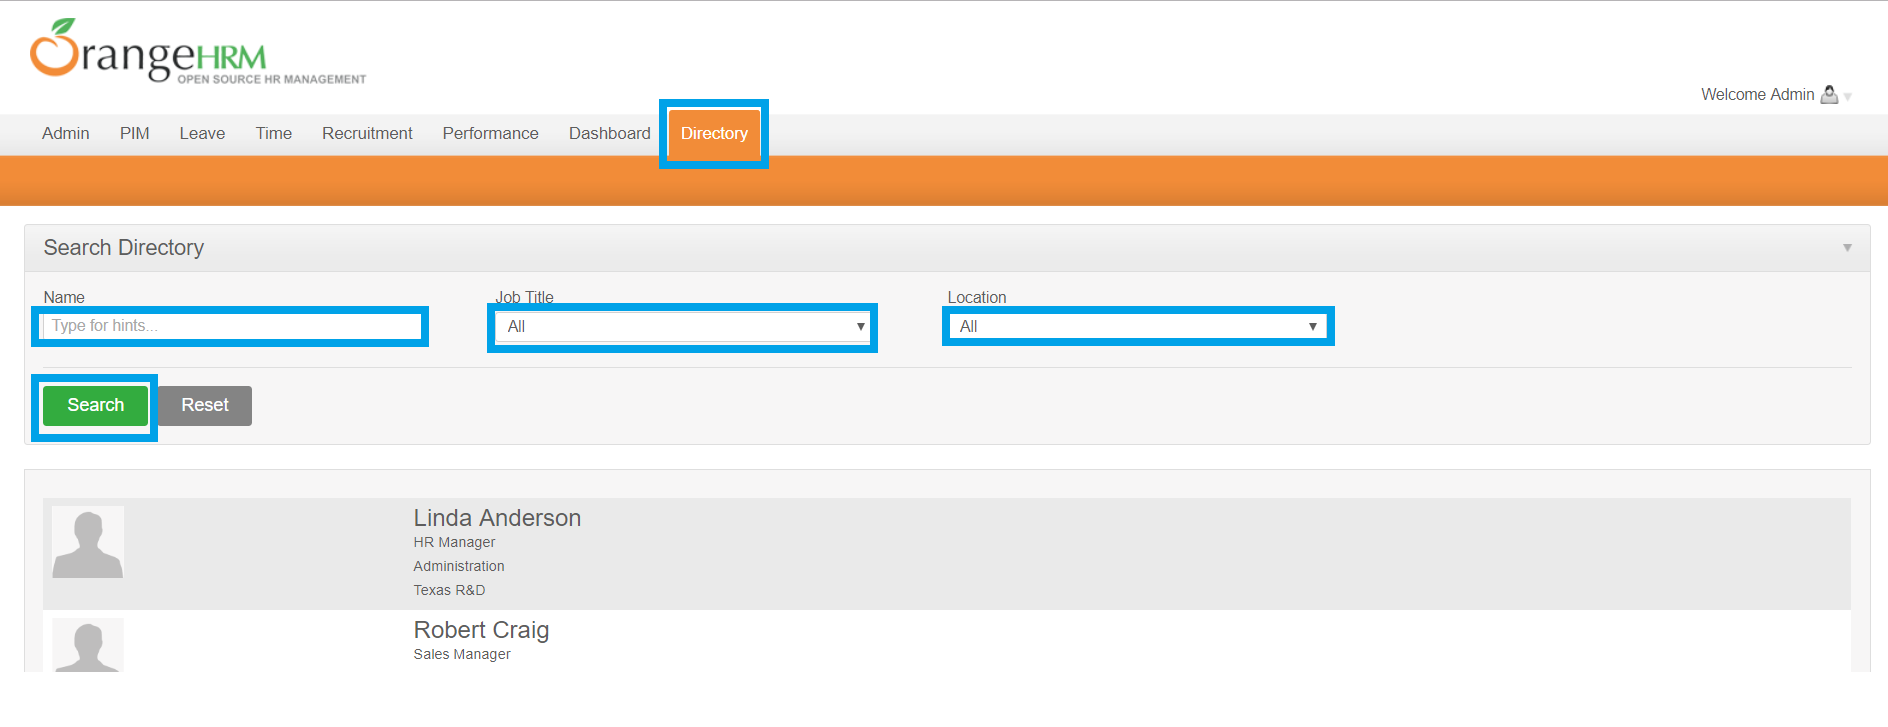 OrangeHRM
OPEN SOURCE HR MANAGEMENT
Welcome Admin
Admin PIM Leave Time Recruitment Performance Dashboard Directory
Search Directory
Name Job Title Location
Type for hints... All All
Search Reset
Linda Anderson
HR Manager
Administration
Texas R&D
Robert Craig
Sales Manager